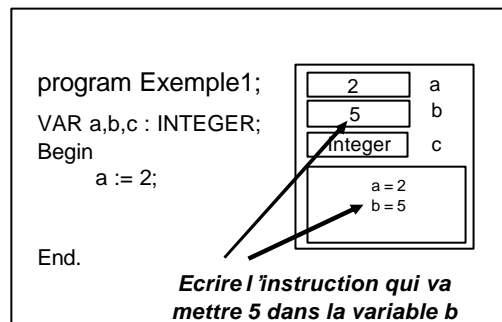 program Exemple1;
VAR a,b,c : INTEGER;
Begin
a := 2;
End.
2 a
5 b
Integer c
a = 2
b = 5
Ecrire l 'instruction qui va
mettre 5 dans la variable b